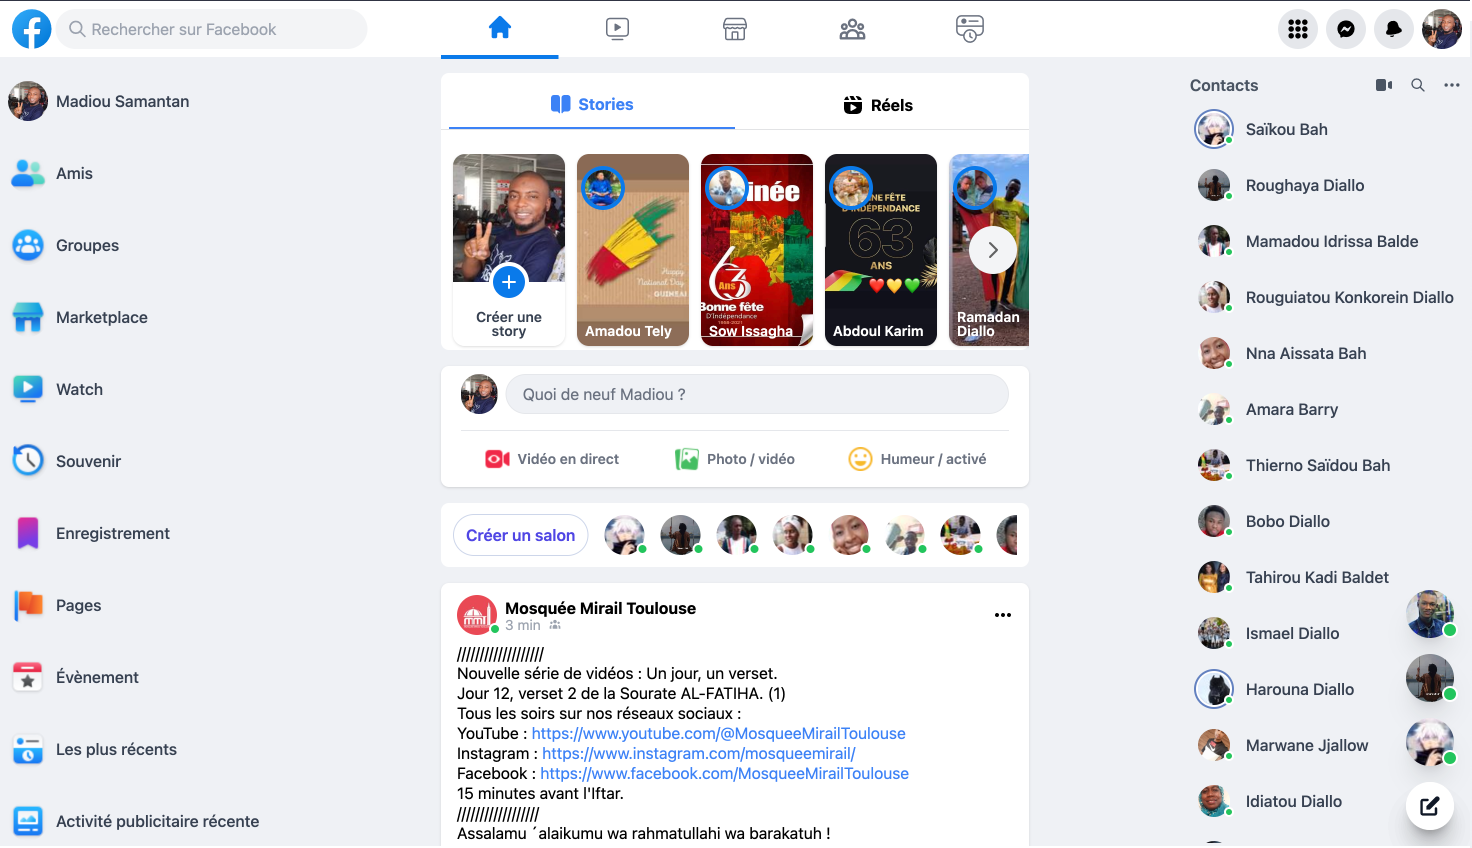 Rechercher sur Facebook
Madiou Samantan
Amis
Groupes
Marketplace
Watch
Souvenir
Enregistrement
Pages
Évènement
Les plus récents
Activité publicitaire récente
Stories
Réels
Créer une
story
Happy
National Day
GUINEA!
Amadou Tely
inée
63
Ans
Bonne fête
D'Indépendance
1958-2021
Sow Issagha
NE FÊTE
D'INDÉPENDANCE
63
ANS
Abdoul Karim
Ramadan
Diallo
Quoi de neuf Madiou ?
Vidéo en direct
Photo / vidéo
Humeur / activé
Créer un salon
Mosquée Mirail Toulouse
3 min
//////////////////
Nouvelle série de vidéos : Un jour, un verset.
Jour 12, verset 2 de la Sourate AL-FATIHA. (1)
Tous les soirs sur nos réseaux sociaux :
YouTube : https://www.youtube.com/@MosqueeMirailToulouse
Instagram : https://www.instagram.com/mosqueemirail/
Facebook : https://www.facebook.com/MosqueeMirailToulouse
15 minutes avant l'Iftar.
/////////////////
Assalamu ´alaikumu wa rahmatullahi wa barakatuh !
Contacts
Saïkou Bah
Roughaya Diallo
Mamadou Idrissa Balde
Rouguiatou Konkorein Diallo
Nna Aissata Bah
Amara Barry
Thierno Saïdou Bah
Bobo Diallo
Tahirou Kadi Baldet
Ismael Diallo
Harouna Diallo
Marwane Jjallow
Idiatou Diallo